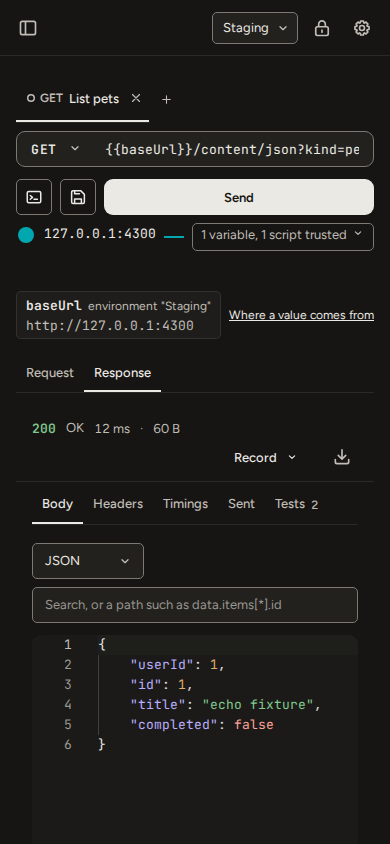 Staging
GET List pets
GET {{baseUrl}}/content/json?kind=pe
Send
127.0.0.1:4300 1 variable, 1 script trusted
baseUrl environment "Staging"
http://127.0.0.1:4300
Where a value comes from
Request Response
200 OK 12 ms · 60 B
Record
Body Headers Timings Sent Tests 2
JSON
Search, or a path such as data.items[*].id
1 {
2 "userId": 1,
3 "id": 1,
4 "title": "echo fixture",
5 "completed": false
6 }